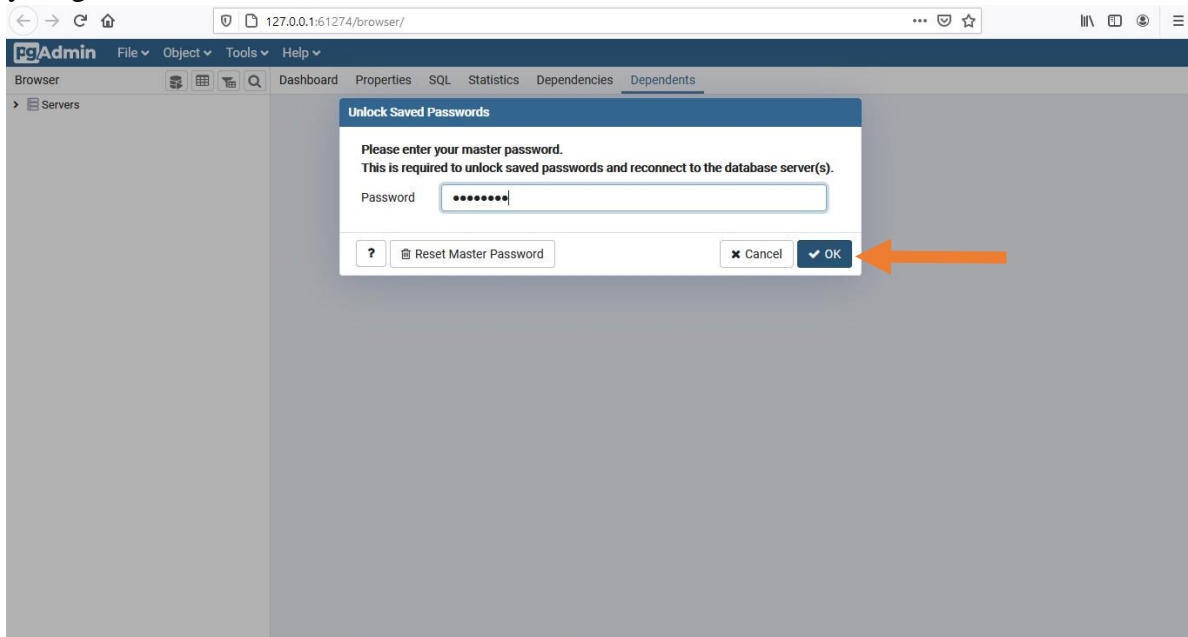 127.0.0.1:61274/browser/
pgAdmin File Object Tools Help
Browser Dashboard Properties SQL Statistics Dependencies Dependents
Servers
Unlock Saved Passwords
Please enter your master password.
This is required to unlock saved passwords and reconnect to the database server(s).
Password ••••••••
? Reset Master Password Cancel OK